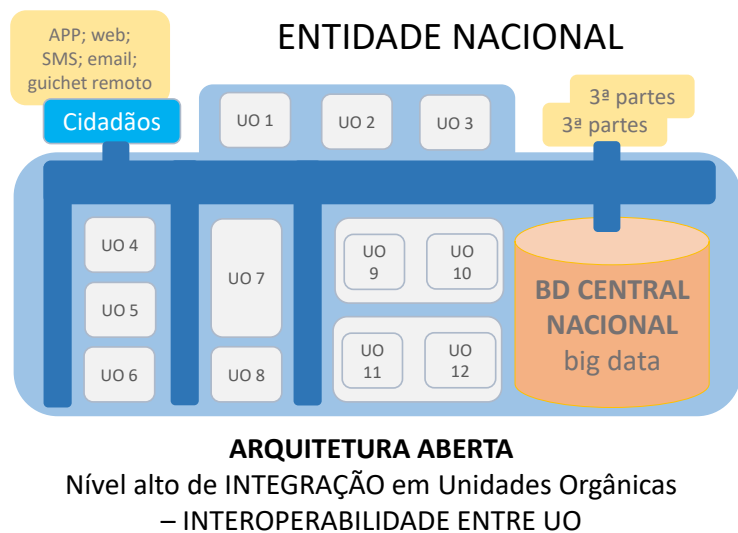 APP; web;
SMS; email;
guichet remoto
Cidadãos
ENTIDADE NACIONAL
3ª partes
3ª partes
UO 1
UO 2
UO 3
UO 4
UO 5
UO 6
UO 7
UO 8
UO
9
UO
10
UO
11
UO
12
BD CENTRAL
NACIONAL
big data
ARQUITETURA ABERTA
Nível alto de INTEGRAÇÃO em Unidades Orgânicas
– INTEROPERABILIDADE ENTRE UO